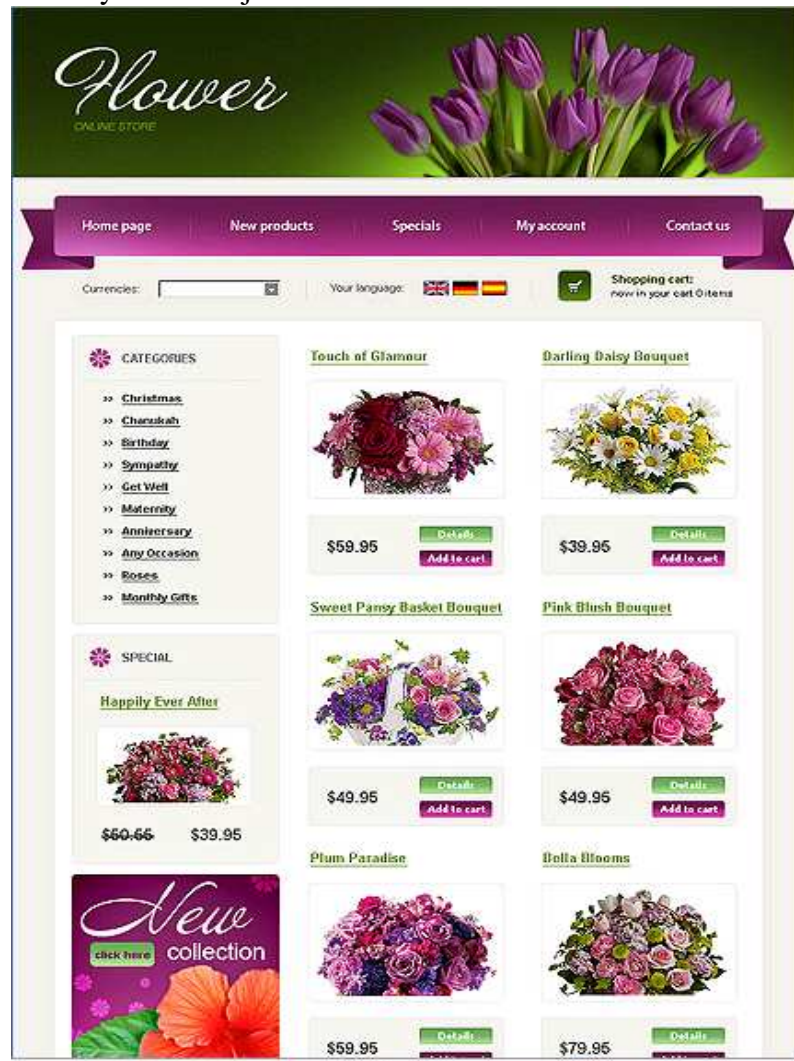 Flower
ONLINE STORE
Home page
New products
Specials
My account
Contact us
Currencies:
Your language:
Shopping cart:
now in your cart 0 items
CATEGORIES
>> Christmas
>> Chanukah
>> Birthday
>> Sympathy
>> Get Well
>> Maternity
>> Anniversary
>> Any Occasion
>> Roses
>> Monthly Gifts
SPECIAL
Happily Ever After
$39.95
New
click here
collection
Touch of Glamour
$59.95
Details
Add to cart
Darling Daisy Bouquet
$39.95
Details
Add to cart
Sweet Pansy Basket Bouquet
$49.95
Details
Add to cart
Pink Blush Bouquet
$49.95
Details
Add to cart
Plum Paradise
$59.95
Details
Bella Blooms
$79.95
Details